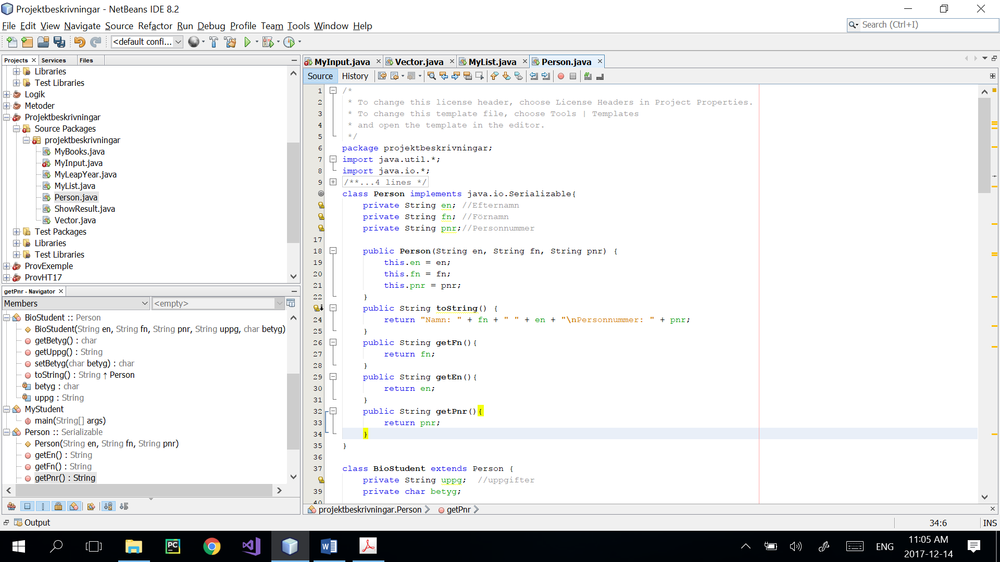 Projektbeskrivningar - NetBeans IDE 8.2
File Edit View Navigate Source Refactor Run Debug Profile Team Tools Window Help
Search (Ctrl+I)
<default confi...
Projects Services Files
Libraries
Test Libraries
Logik
Metoder
Projektbeskrivningar
Source Packages
projektbeskrivningar
MyBooks.java
MyInput.java
MyLeapYear.java
MyList.java
Person.java
ShowResult.java
Vector.java
Test Packages
Libraries
Test Libraries
ProvExemple
ProvHT17
getPnr - Navigator
Members <empty>
BioStudent :: Person
BioStudent(String en, String fn, String pnr, String uppg, char betyg)
getBetyg() : char
getUppg() : String
setBetyg(char betyg) : char
toString() : String ↑ Person
betyg : char
uppg : String
MyStudent
main(String[] args)
Person :: Serializable
Person(String en, String fn, String pnr)
getEn() : String
getFn() : String
getPnr() : String
MyInput.java Vector.java MyList.java Person.java
Source History
1 /*
2 * To change this license header, choose License Headers in Project Properties.
3 * To change this template file, choose Tools | Templates
4 * and open the template in the editor.
5 */
6 package projektbeskrivningar;
7 import java.util.*;
8 import java.io.*;
9 /**...4 lines */
class Person implements java.io.Serializable{
private String en; //Efternamn
private String fn; //Förnamn
private String pnr;//Personnummer
17
18 public Person(String en, String fn, String pnr) {
19 this.en = en;
20 this.fn = fn;
21 this.pnr = pnr;
22 }
public String toString() {
24 return "Namn: " + fn + " " + en + "\nPersonnummer: " + pnr;
25 }
26 public String getFn(){
27 return fn;
28 }
29 public String getEn(){
30 return en;
31 }
32 public String getPnr(){
33 return pnr;
34 }
35 }
36
37 class BioStudent extends Person {
private String uppg; //uppgifter
39 private char betyg;
40
projektbeskrivningar.Person getPnr
Output
34:6 INS
PC
W
ENG
11:05 AM
2017-12-14